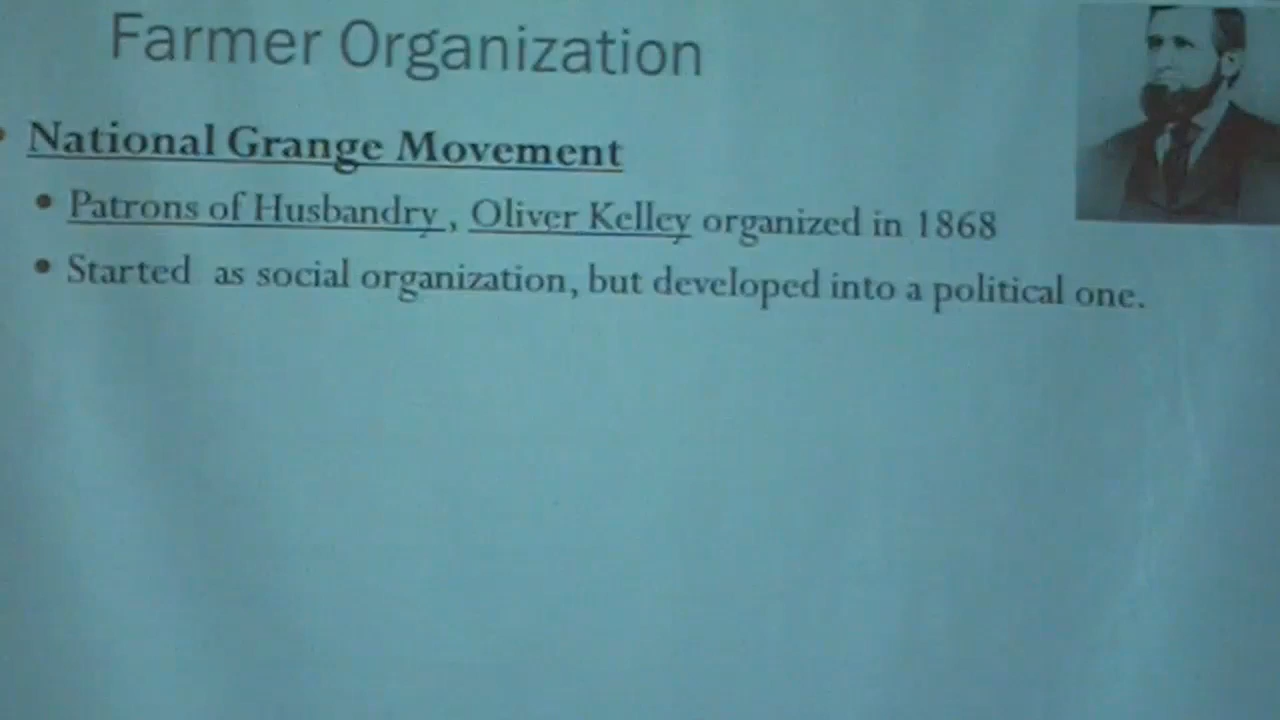 Farmer Organization
• National Grange Movement
• Patrons of Husbandry , Oliver Kelley organized in 1868
• Started as social organization, but developed into a political one.